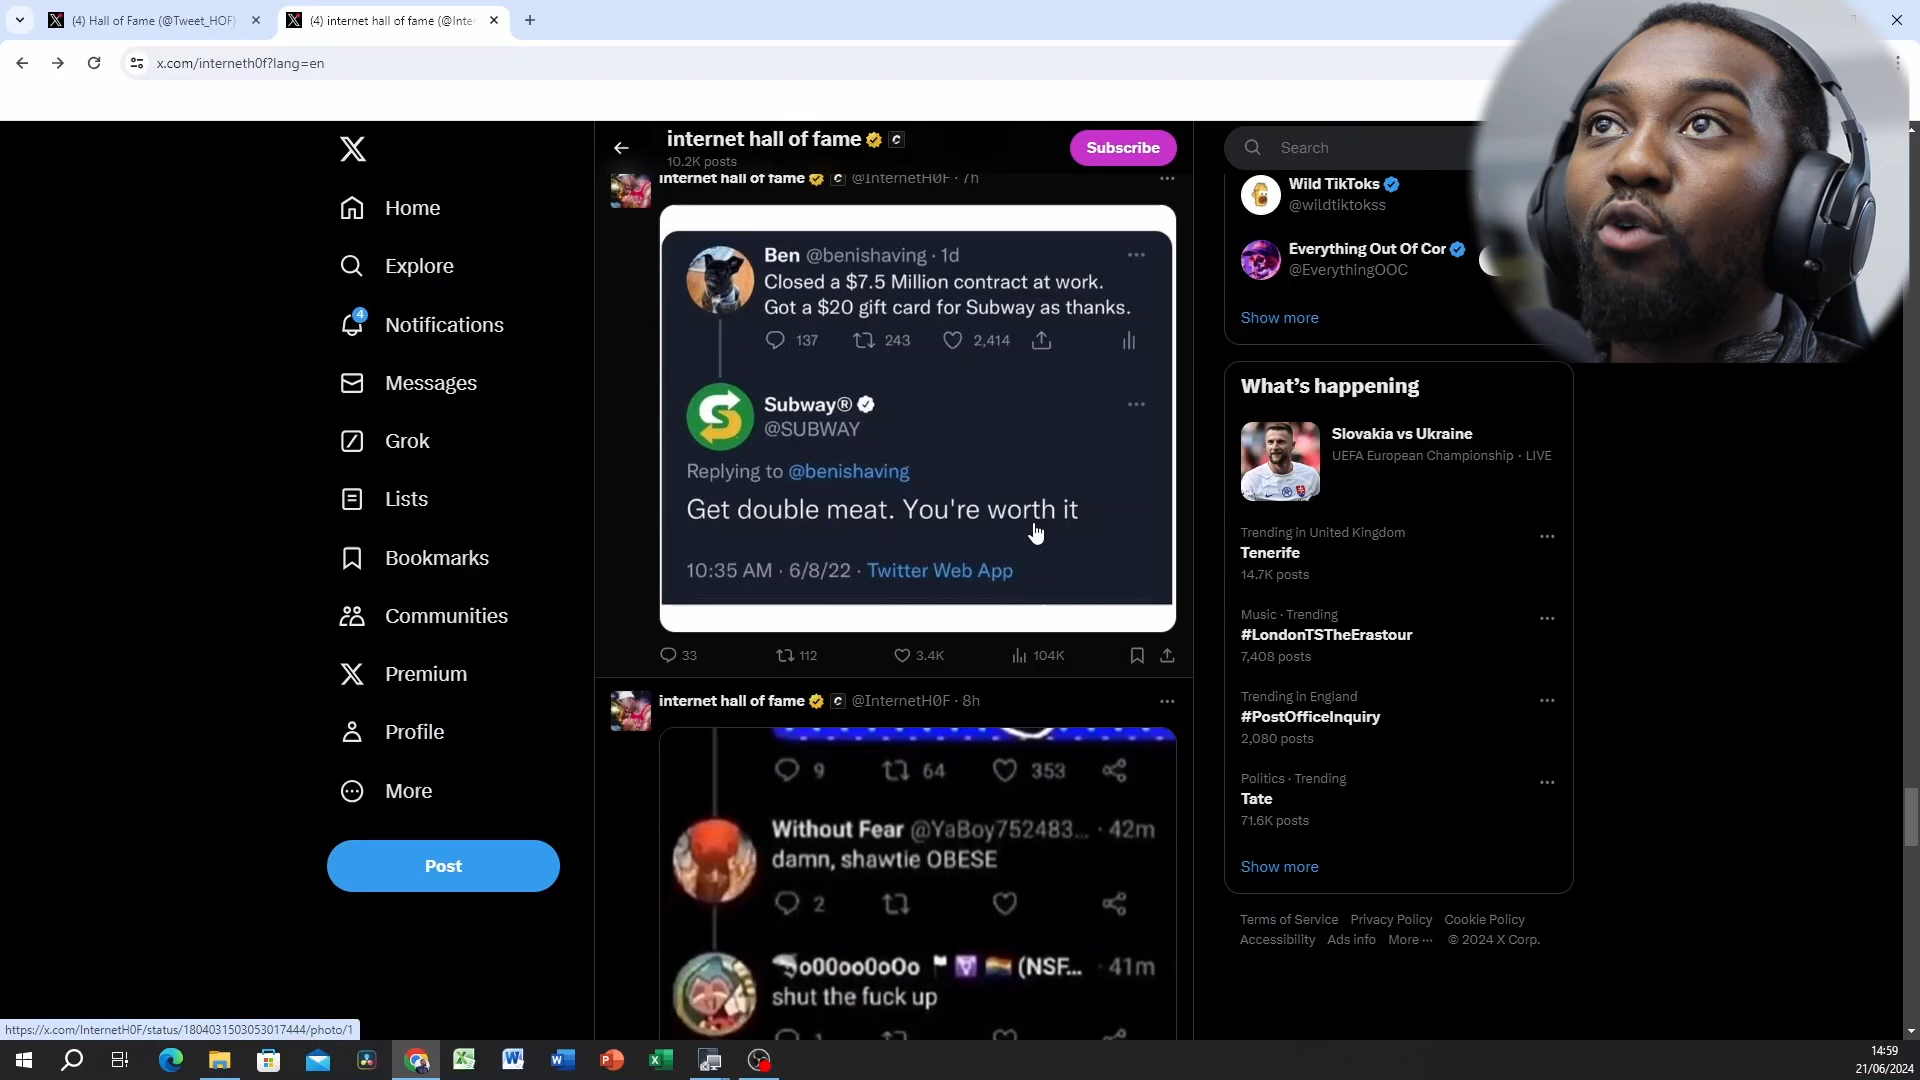 (4) Hall of Fame (@Tweet_HOF)
(4) internet hall of fame (@Inte
x.com/interneth0f?lang=en
Home
Explore
4
Notifications
Messages
Grok
Lists
Bookmarks
Communities
Premium
Profile
More
Post
internet hall of fame
10.2K posts
Subscribe
internet hall of fame @InternetH0F · 7h
Ben @benishaving · 1d
Closed a $7.5 Million contract at work.
Got a $20 gift card for Subway as thanks.
137 243 2,414
Subway®
@SUBWAY
Replying to @benishaving
Get double meat. You're worth it
10:35 AM · 6/8/22 · Twitter Web App
33 112 3.4K 104K
internet hall of fame @InternetH0F · 8h
9 64 353
Without Fear @YaBoy752483... · 42m
damn, shawtie OBESE
2
o00oo0oOo (NSF... · 41m
shut the fuck up
Search
Wild TikToks
@wildtiktokss
Everything Out Of Cor
@EverythingOOC
Show more
What's happening
Slovakia vs Ukraine
UEFA European Championship · LIVE
Trending in United Kingdom
Tenerife
14.7K posts
Music · Trending
#LondonTSTheErastour
7,408 posts
Trending in England
#PostOfficeInquiry
2,080 posts
Politics · Trending
Tate
71.6K posts
Show more
Terms of Service Privacy Policy Cookie Policy
Accessibility Ads info More ··· © 2024 X Corp.
https://x.com/InternetH0F/status/1804031503053017444/photo/1
14:59
21/06/2024